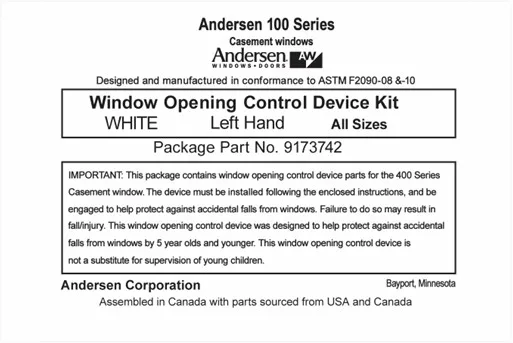 Andersen 100 Series
Casement windows
Andersen AW
WINDOWS • DOORS
Designed and manufactured in conformance to ASTM F2090-08 &-10
Window Opening Control Device Kit
WHITE Left Hand All Sizes
Package Part No. 9173742
IMPORTANT: This package contains window opening control device parts for the 400 Series
Casement window. The device must be installed following the enclosed instructions, and be
engaged to help protect against accidental falls from windows. Failure to do so may result in
fall/injury. This window opening control device was designed to help protect against accidental
falls from windows by 5 year olds and younger. This window opening control device is
not a substitute for supervision of young children.
Andersen Corporation Bayport, Minnesota
Assembled in Canada with parts sourced from USA and Canada